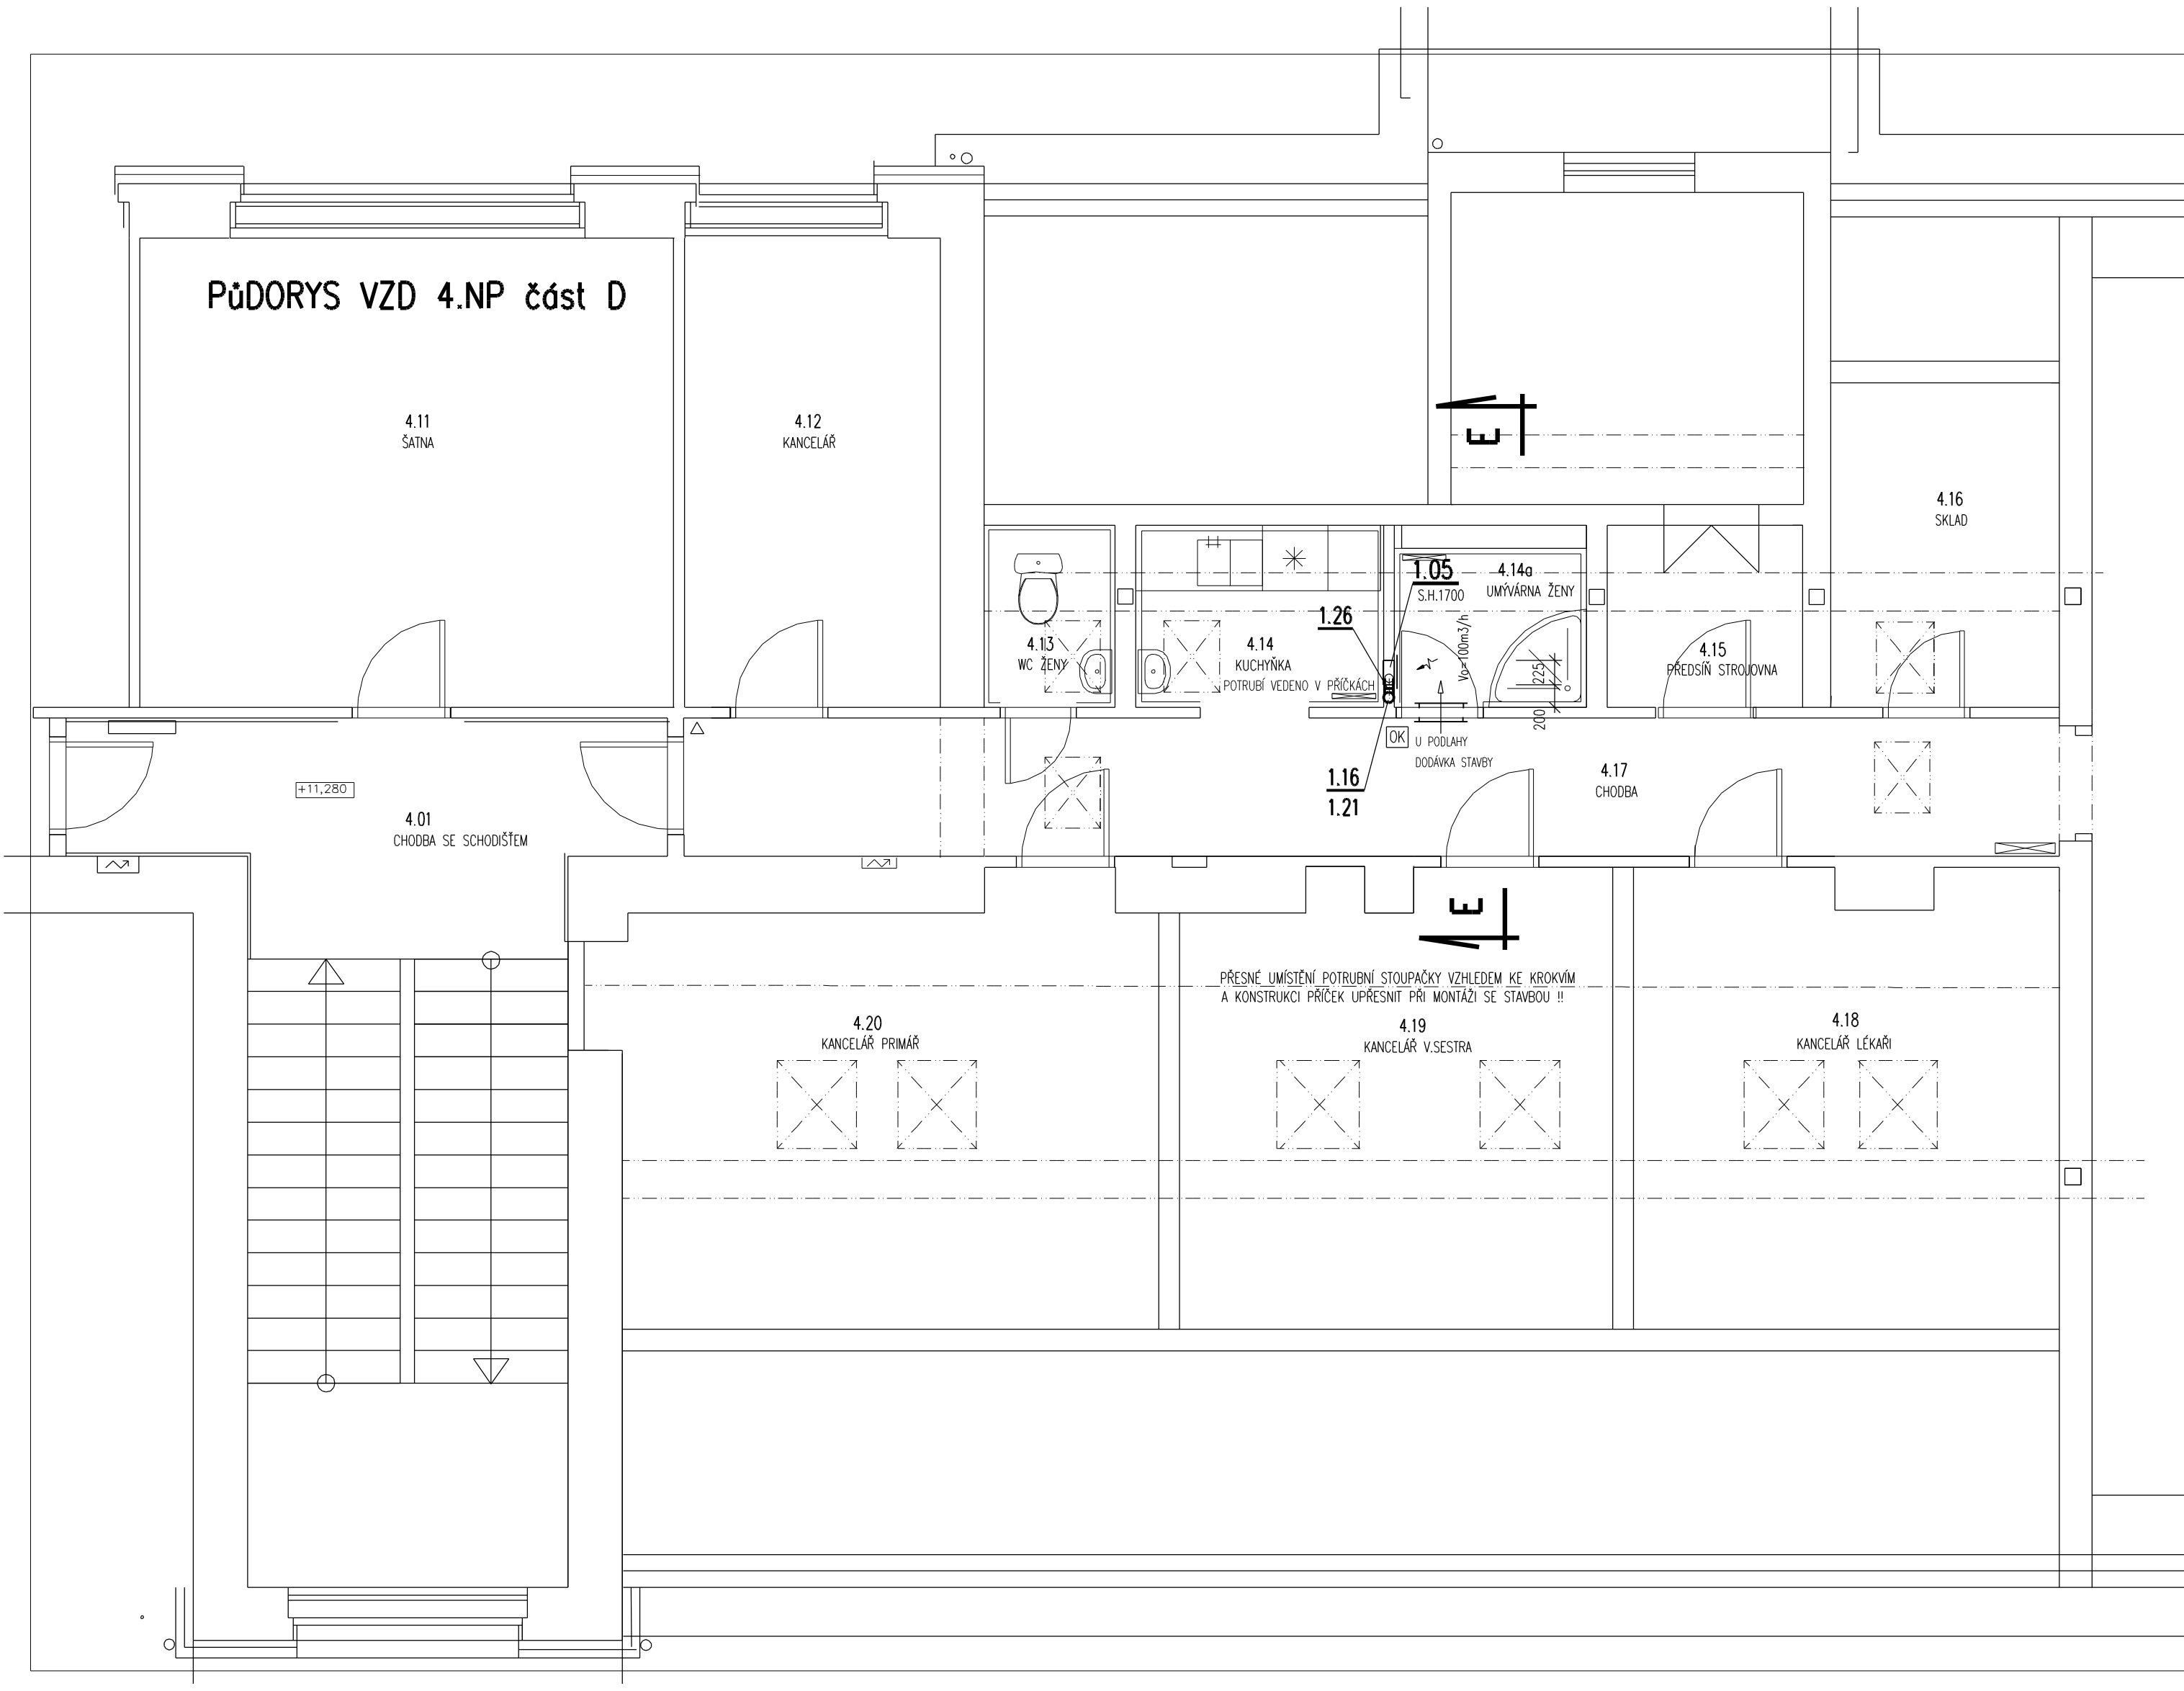 PůDORYS VZD 4.NP část D
4.11
ŠATNA
4.12
KANCELÁŘ
E
4.16
SKLAD
1.05
S.H.1700
4.14a
UMÝVÁRNA ŽENY
1.26
Vo=100m3/h
4.13
WC ŽENY
4.14
KUCHYŇKA
POTRUBÍ VEDENO V PŘÍČKÁCH
225
200
4.15
PŘEDSÍŇ STROJOVNA
OK
U PODLAHY
DODÁVKA STAVBY
+11,280
4.01
CHODBA SE SCHODIŠŤEM
1.16
1.21
4.17
CHODBA
E
PŘESNÉ UMÍSTĚNÍ POTRUBNÍ STOUPAČKY VZHLEDEM KE KROKVÍM
A KONSTRUKCI PŘÍČEK UPŘESNIT PŘI MONTÁŽI SE STAVBOU !!
4.20
KANCELÁŘ PRIMÁŘ
4.19
KANCELÁŘ V.SESTRA
4.18
KANCELÁŘ LÉKAŘI